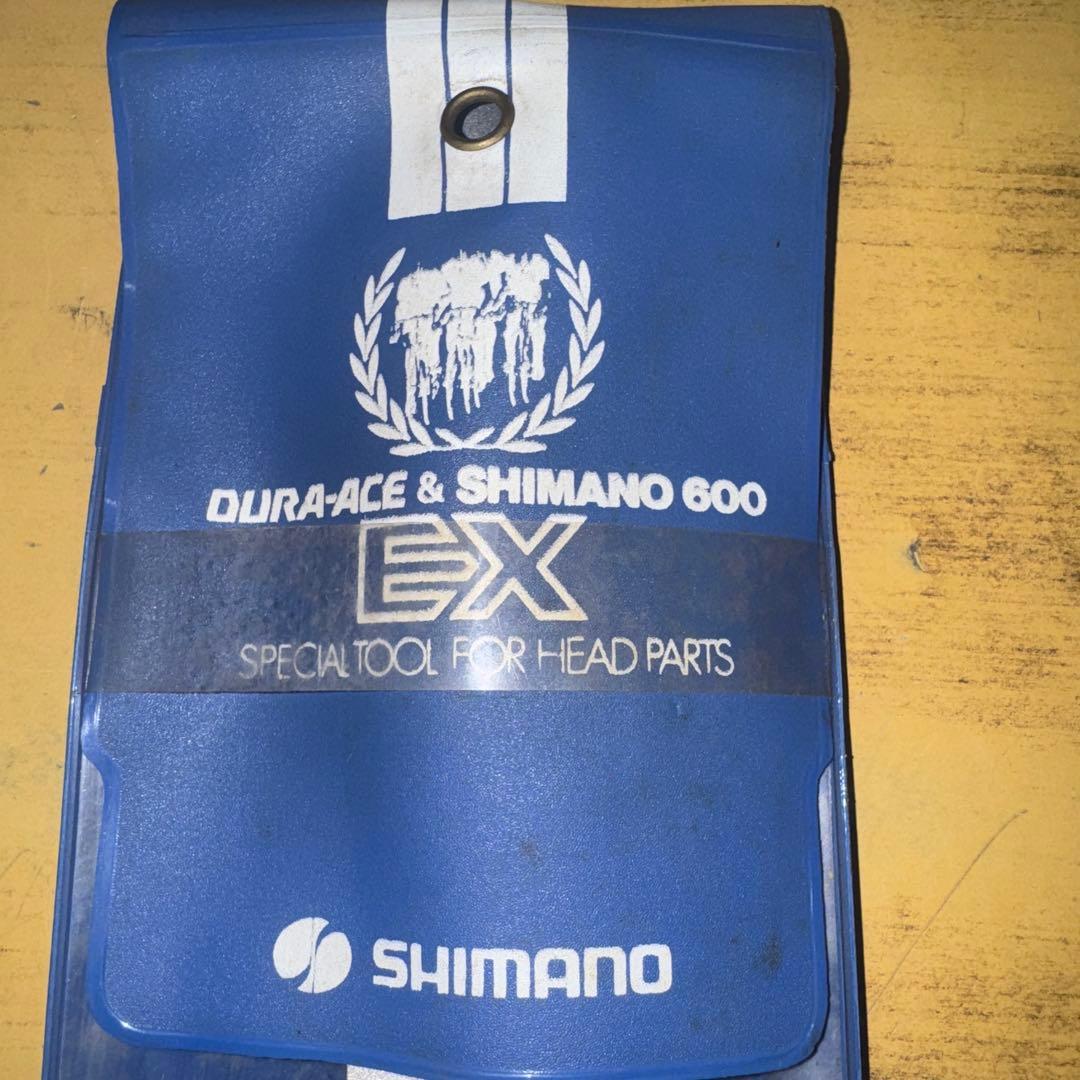 DURA-ACE & SHIMANO 600
EX
SPECIAL TOOL FOR HEAD PARTS
SHIMANO